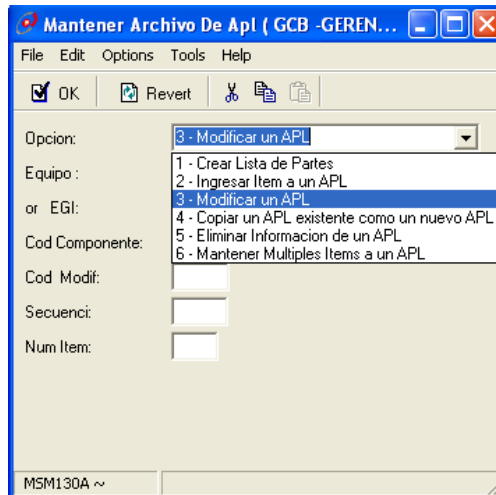 Mantener Archivo De Apl ( GCB -GEREN...
File Edit Options Tools Help
OK Revert
Opcion: 3 - Modificar un APL
1 - Crear Lista de Partes
2 - Ingresar Item a un APL
3 - Modificar un APL
4 - Copiar un APL existente como un nuevo APL
5 - Eliminar Informacion de un APL
6 - Mantener Multiples Items a un APL
Equipo :
or EGI:
Cod Componente:
Cod Modif:
Secuenci:
Num Item:
MSM130A ~